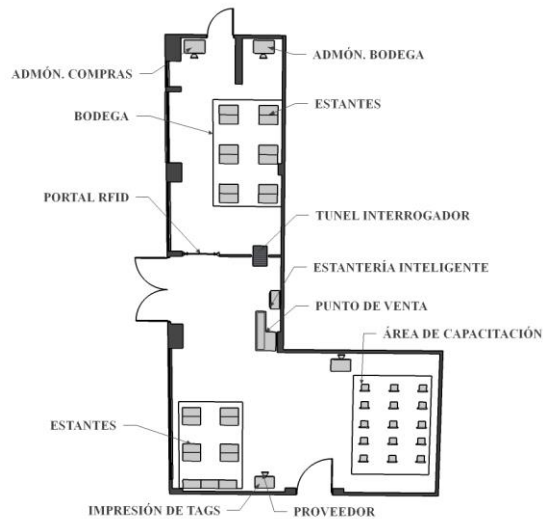 ADMÓN. COMPRAS
ADMÓN. BODEGA
BODEGA
ESTANTES
PORTAL RFID
TUNEL INTERROGADOR
ESTANTERÍA INTELIGENTE
PUNTO DE VENTA
ÁREA DE CAPACITACIÓN
ESTANTES
IMPRESIÓN DE TAGS
PROVEEDOR